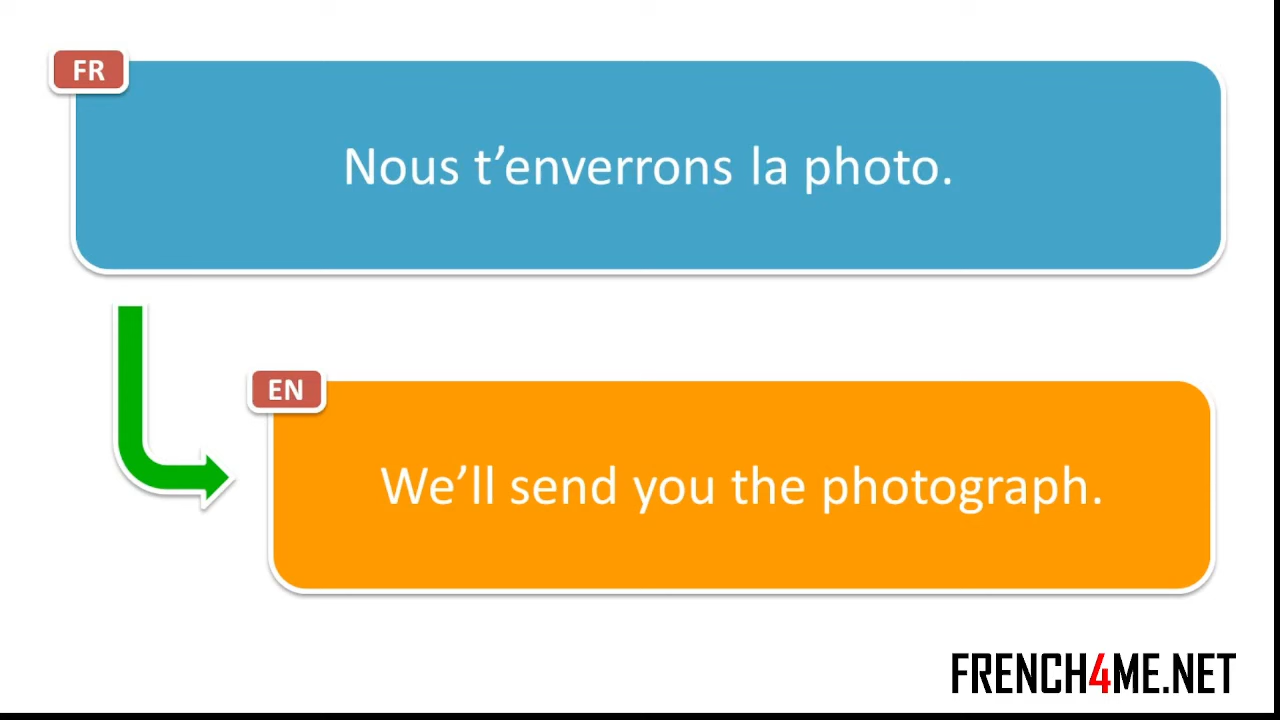 FR
Nous t’enverrons la photo.
EN
We’ll send you the photograph.
FRENCH4ME.NET